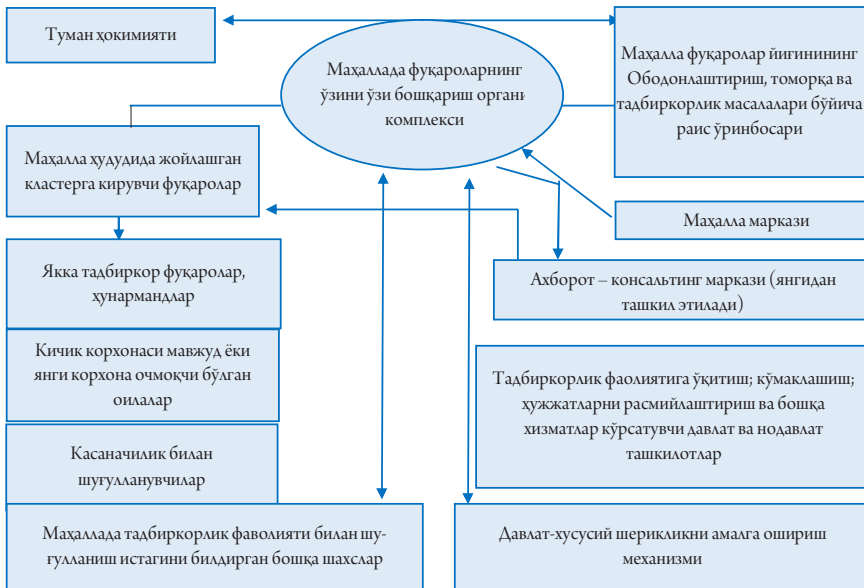 Туман ҳокимияти
Маҳаллада фуқароларнинг
ўзини ўзи бошқариш органи
комплекси
Маҳалла фуқаролар йиғинининг
Ободонлаштириш, томорқа ва
тадбиркорлик масалалари бўйича
раис ўринбосари
Маҳалла ҳудудида жойлашган
кластерга кирувчи фуқаролар
Маҳалла маркази
Якка тадбиркор фуқаролар,
ҳунармандлар
Ахборот – консальтинг маркази (янгидан
ташкил этилади)
Кичик корхонаси мавжуд ёки
янги корхона очмоқчи бўлган
оилалар
Тадбиркорлик фаолиятига ўқитиш; кўмаклашиш;
ҳужжатларни расмийлаштириш ва бошқа
хизматлар кўрсатувчи давлат ва нодавлат
ташкилотлар
Касаначилик билан
шуғулланувчилар
Маҳаллада тадбиркорлик фаволияти билан шу-
ғулланиш истагини билдирган бошқа шахслар
Давлат-хусусий шерикликни амалга ошириш
механизми